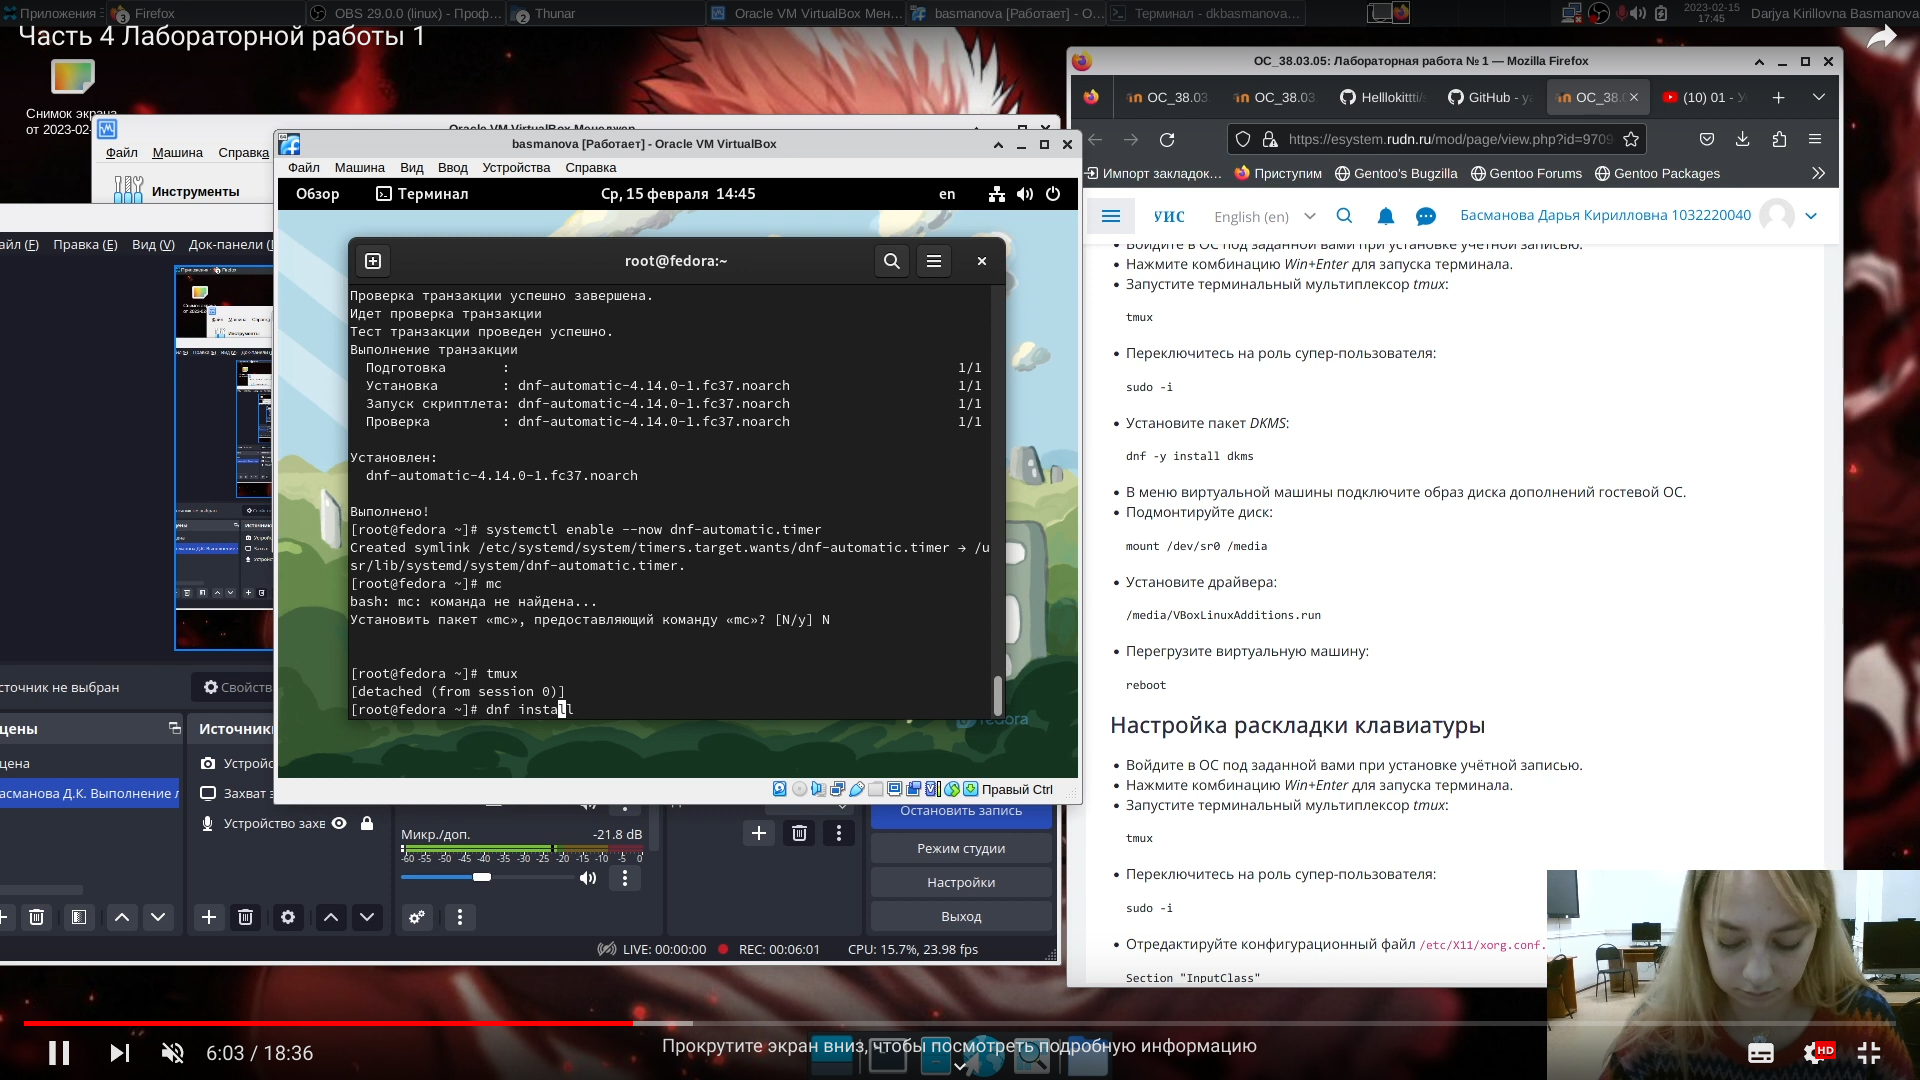 Приложения
Firefox
OBS 29.0.0 (linux) - Проф...
Thunar
Oracle VM VirtualBox Мен...
basmanova [Работает] - O...
Терминал - dkbasmanova...
2023-02-15
17:45
Darjya Kirillovna Basmanova
Часть 4 Лабораторной работы 1
Снимок экрана
от 2023-02-
Oracle VM VirtualBox Менеджер
Файл Машина Справка
Инструменты
basmanova [Работает] - Oracle VM VirtualBox
Файл Машина Вид Ввод Устройства Справка
Обзор
Терминал
Ср, 15 февраля 14:45
en
root@fedora:~
Проверка транзакции успешно завершена.
Идет проверка транзакции
Тест транзакции проведен успешно.
Выполнение транзакции
Подготовка : 1/1
Установка : dnf-automatic-4.14.0-1.fc37.noarch 1/1
Запуск скриптлета: dnf-automatic-4.14.0-1.fc37.noarch 1/1
Проверка : dnf-automatic-4.14.0-1.fc37.noarch 1/1
Установлен:
dnf-automatic-4.14.0-1.fc37.noarch
Выполнено!
[root@fedora ~]# systemctl enable --now dnf-automatic.timer
Created symlink /etc/systemd/system/timers.target.wants/dnf-automatic.timer → /u
sr/lib/systemd/system/dnf-automatic.timer.
[root@fedora ~]# mc
bash: mc: команда не найдена...
Установить пакет «mc», предоставляющий команду «mc»? [N/y] N
[root@fedora ~]# tmux
[detached (from session 0)]
[root@fedora ~]# dnf install
fedora
Правый Ctrl
айл (F) Правка (E) Вид (V) Док-панели (
сточник не выбран
Свойств
цены
Источники
цена
асманова Д.К. Выполнение л
Устройс
Захват э
Устройство захв
Микр./доп.
-21.8 dB
-60 -55 -50 -45 -40 -35 -30 -25 -20 -15 -10 -5 0
Остановить запись
Режим студии
Настройки
Выход
LIVE: 00:00:00
REC: 00:06:01
CPU: 15.7%, 23.98 fps
ОС_38.03.05: Лабораторная работа № 1 — Mozilla Firefox
ОС_38.03.
ОС_38.03.
Helllokittt/
GitHub - ya
ОС_38.0
(10) 01 - У
https://esystem.rudn.ru/mod/page/view.php?id=9709
Импорт закладок...
Приступим
Gentoo's Bugzilla
Gentoo Forums
Gentoo Packages
УИС
English (en)
Басманова Дарья Кирилловна 1032220040
Войдите в ОС под заданной вами при установке учётной записью.
Нажмите комбинацию Win+Enter для запуска терминала.
Запустите терминальный мультиплексор tmux:
tmux
Переключитесь на роль супер-пользователя:
sudo -i
Установите пакет DKMS:
dnf -y install dkms
В меню виртуальной машины подключите образ диска дополнений гостевой ОС.
Подмонтируйте диск:
mount /dev/sr0 /media
Установите драйвера:
/media/VBoxLinuxAdditions.run
Перегрузите виртуальную машину:
reboot
Настройка раскладки клавиатуры
Войдите в ОС под заданной вами при установке учётной записью.
Нажмите комбинацию Win+Enter для запуска терминала.
Запустите терминальный мультиплексор tmux:
tmux
Переключитесь на роль супер-пользователя:
sudo -i
Отредактируйте конфигурационный файл /etc/X11/xorg.conf.
Section "InputClass"
6:03 / 18:36
Прокрутите экран вниз, чтобы посмотреть подробную информацию
HD